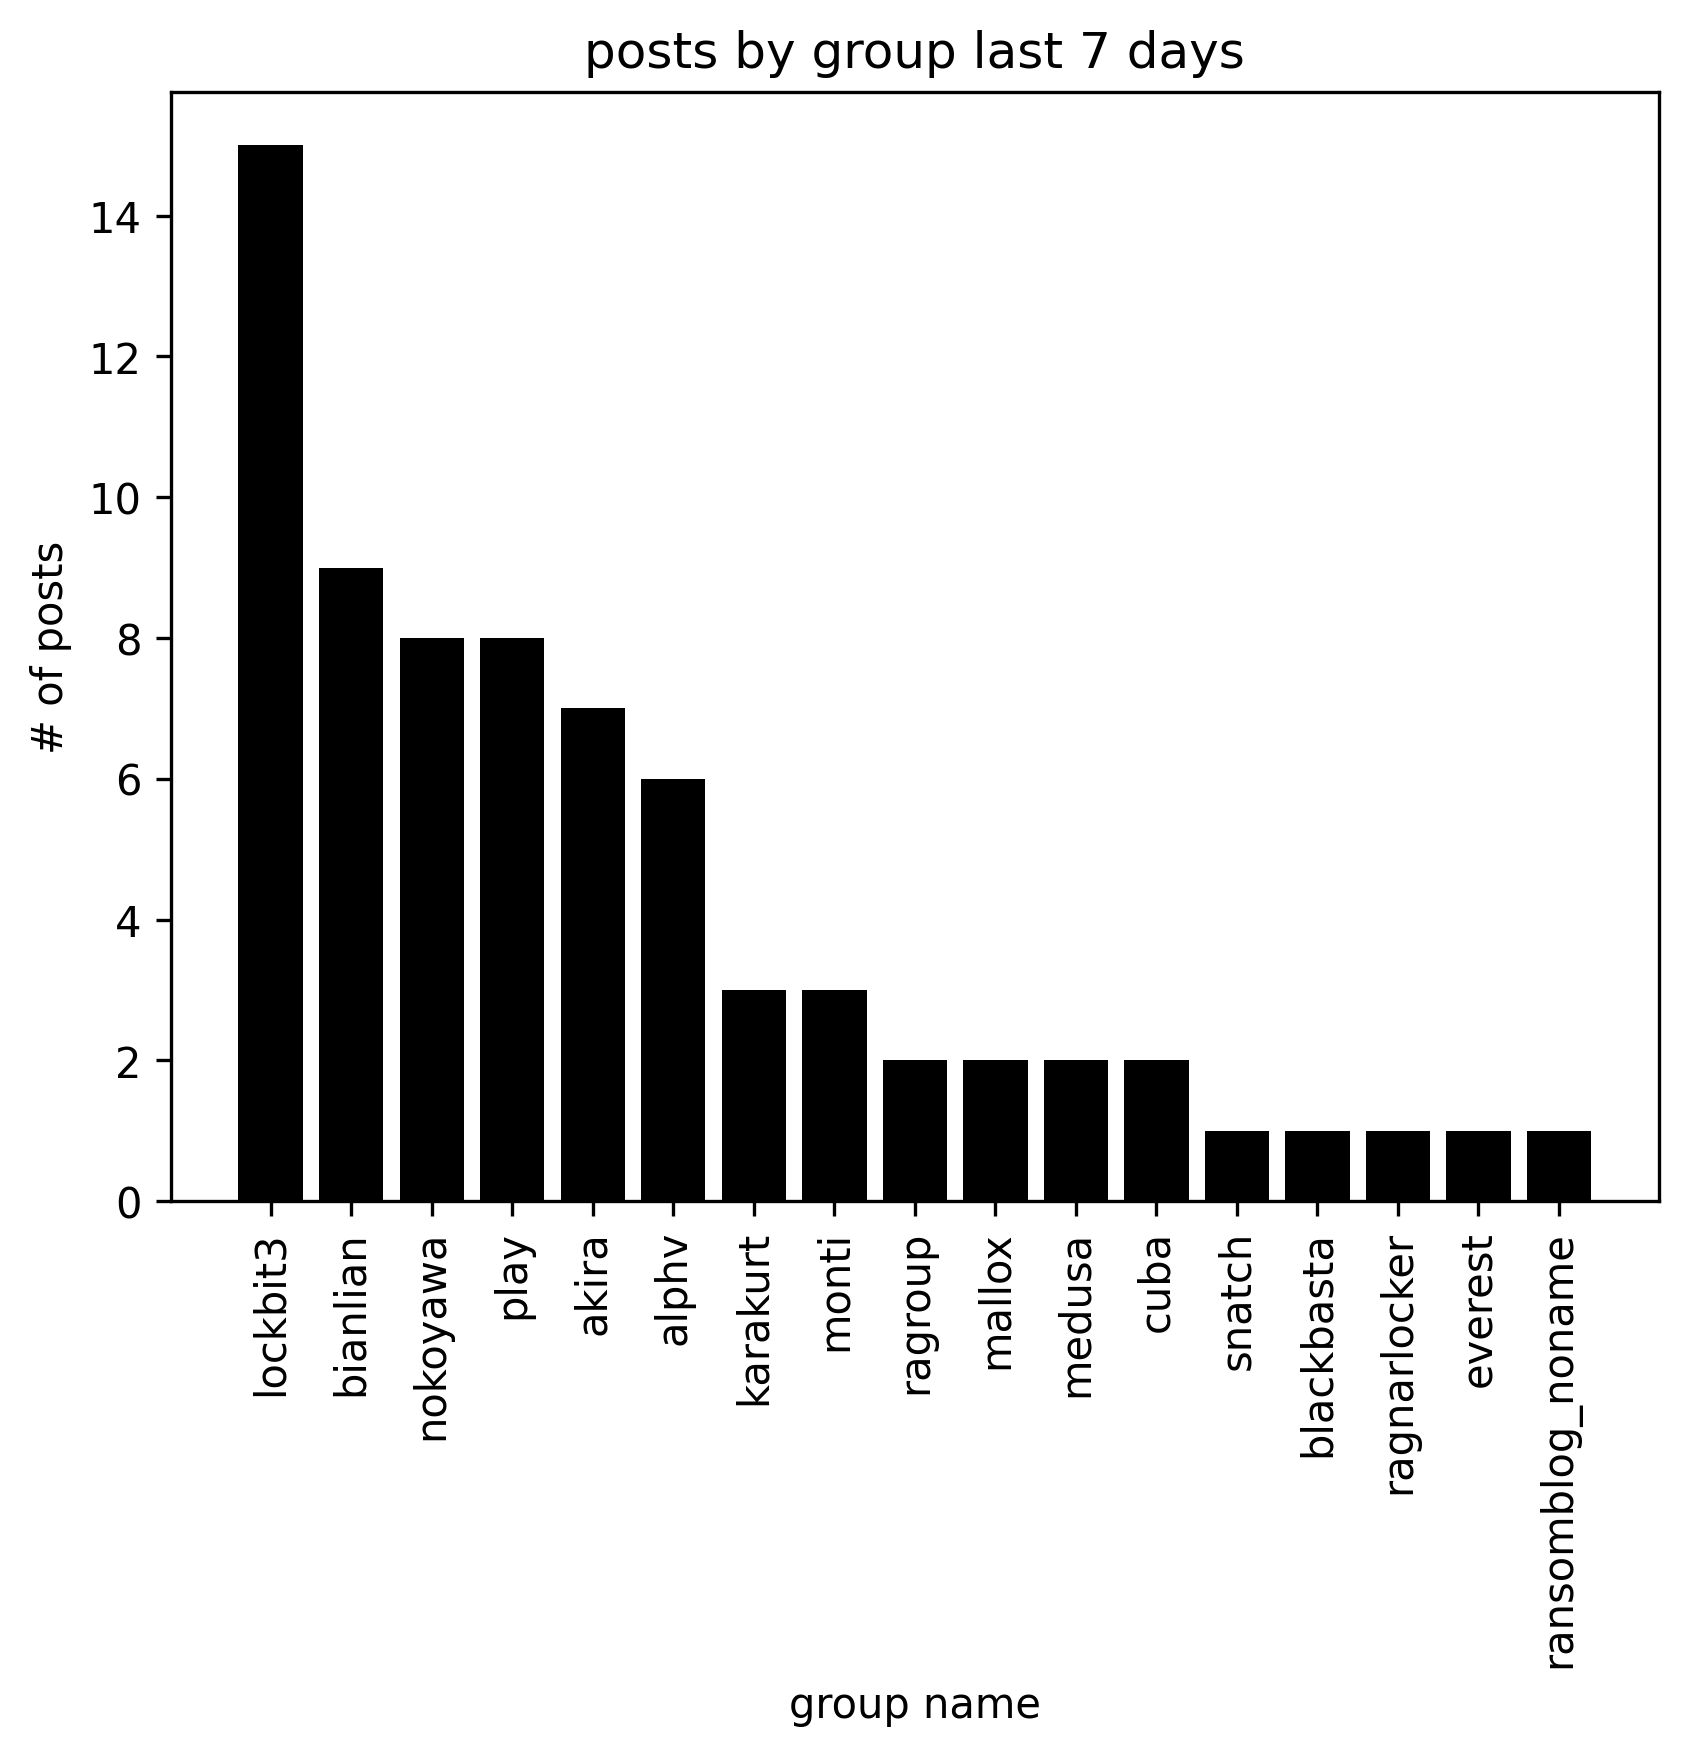 posts by group last 7 days
# of posts
14
12
10
8
6
4
2
0
lockbit3
bianlian
nokoyawa
play
akira
alphv
karakurt
monti
ragroup
mallox
medusa
cuba
snatch
blackbasta
ragnarlocker
everest
ransomblog_noname
group name